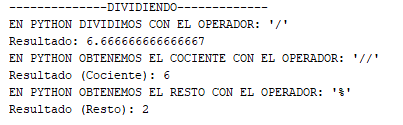 --------------DIVIDIENDO-------------
EN PYTHON DIVIDIMOS CON EL OPERADOR: '/'
Resultado: 6.666666666666667
EN PYTHON OBTENEMOS EL COCIENTE CON EL OPERADOR: '//'
Resultado (Cociente): 6
EN PYTHON OBTENEMOS EL RESTO CON EL OPERADOR: '%'
Resultado (Resto): 2